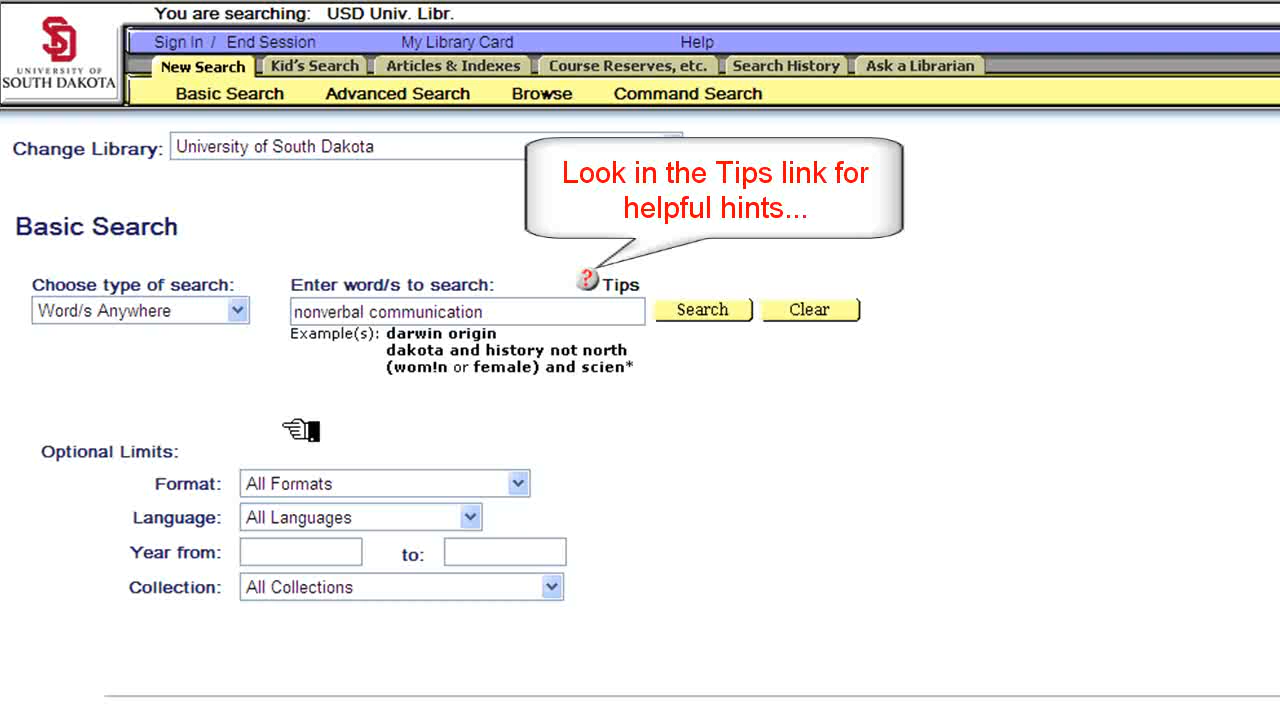 You are searching: USD Univ. Libr.
UNIVERSITY OF
SOUTH DAKOTA
Sign In / End Session My Library Card Help
New Search Kid's Search Articles & Indexes Course Reserves, etc. Search History Ask a Librarian
Basic Search Advanced Search Browse Command Search
Change Library: University of South Dakota
Look in the Tips link for
helpful hints...
Basic Search
Choose type of search: Enter word/s to search: ? Tips
Word/s Anywhere nonverbal communication Search Clear
Example(s): darwin origin
dakota and history not north
(wom!n or female) and scien*
Optional Limits:
Format: All Formats
Language: All Languages
Year from: to:
Collection: All Collections